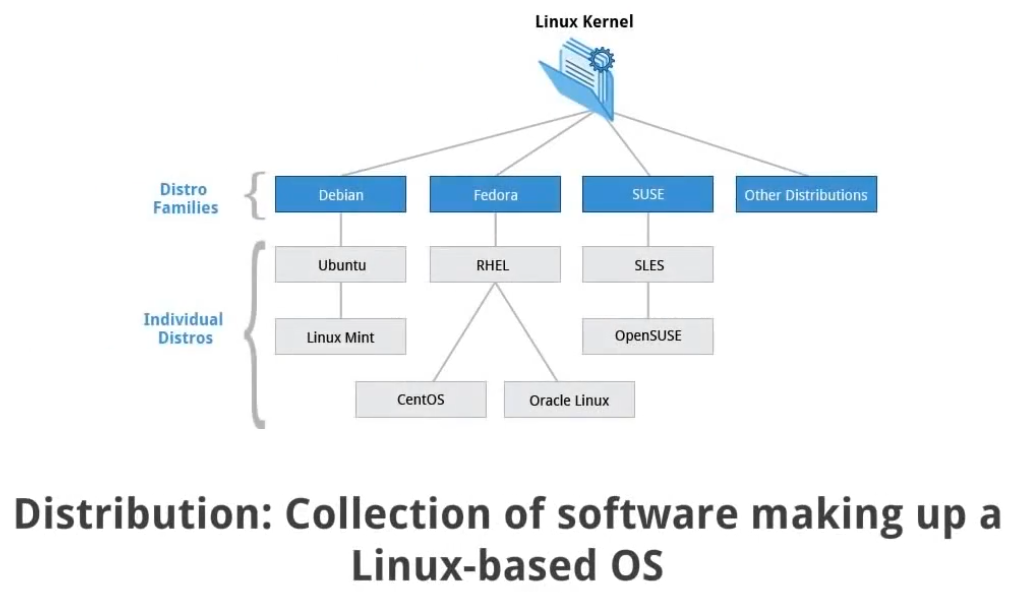 Linux Kernel
Distro
Families
Debian
Fedora
SUSE
Other Distributions
Ubuntu
RHEL
SLES
Individual
Distros
Linux Mint
OpenSUSE
CentOS
Oracle Linux
Distribution: Collection of software making up a
Linux-based OS